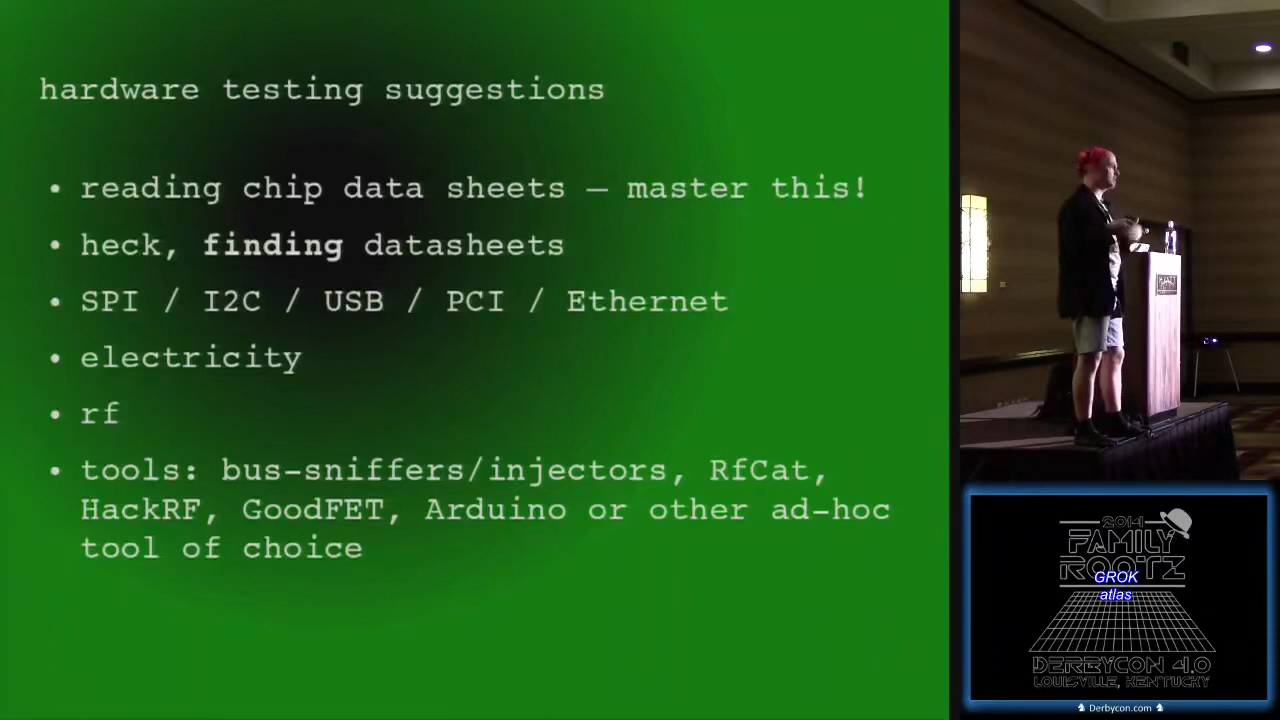 hardware testing suggestions
• reading chip data sheets — master this!
• heck, finding datasheets
• SPI / I2C / USB / PCI / Ethernet
• electricity
• rf
• tools: bus-sniffers/injectors, RfCat,
HackRF, GoodFET, Arduino or other ad-hoc
tool of choice
2014
FAMILY
ROOTZ
GROK
atlas
DERBYCON 4.0
LOUISVILLE, KENTUCKY
Derbycon.com